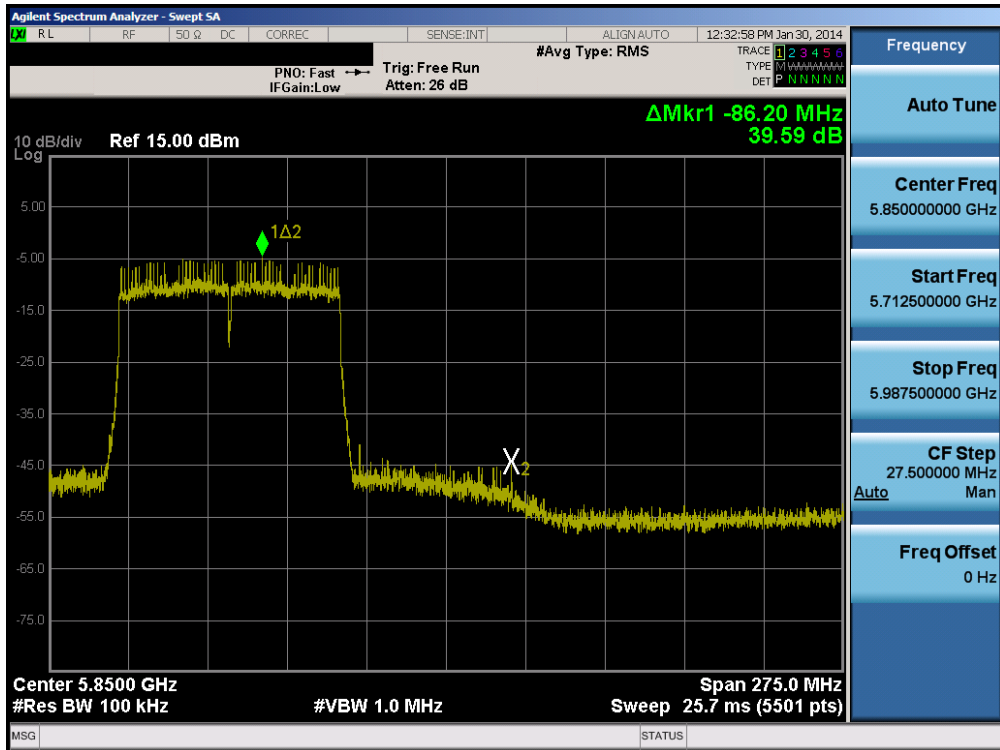 Agilent Spectrum Analyzer - Swept SA
LXI RL RF 50 Ω DC CORREC SENSE:INT ALIGN AUTO 12:32:58 PM Jan 30, 2014
Frequency
#Avg Type: RMS TRACE 1 2 3 4 5 6
PNO: Fast Trig: Free Run TYPE M WWWWW
IFGain:Low Atten: 26 dB DET P N N N N N
Auto Tune
ΔMkr1 -86.20 MHz
39.59 dB
10 dB/div Ref 15.00 dBm
Log
Center Freq
5.850000000 GHz
5.00
1Δ2
-5.00
Start Freq
5.712500000 GHz
-15.0
-25.0
Stop Freq
5.987500000 GHz
-35.0
-45.0
X2
CF Step
27.500000 MHz
Auto Man
-55.0
Freq Offset
0 Hz
-65.0
-75.0
Center 5.8500 GHz Span 275.0 MHz
#Res BW 100 kHz #VBW 1.0 MHz Sweep 25.7 ms (5501 pts)
MSG STATUS